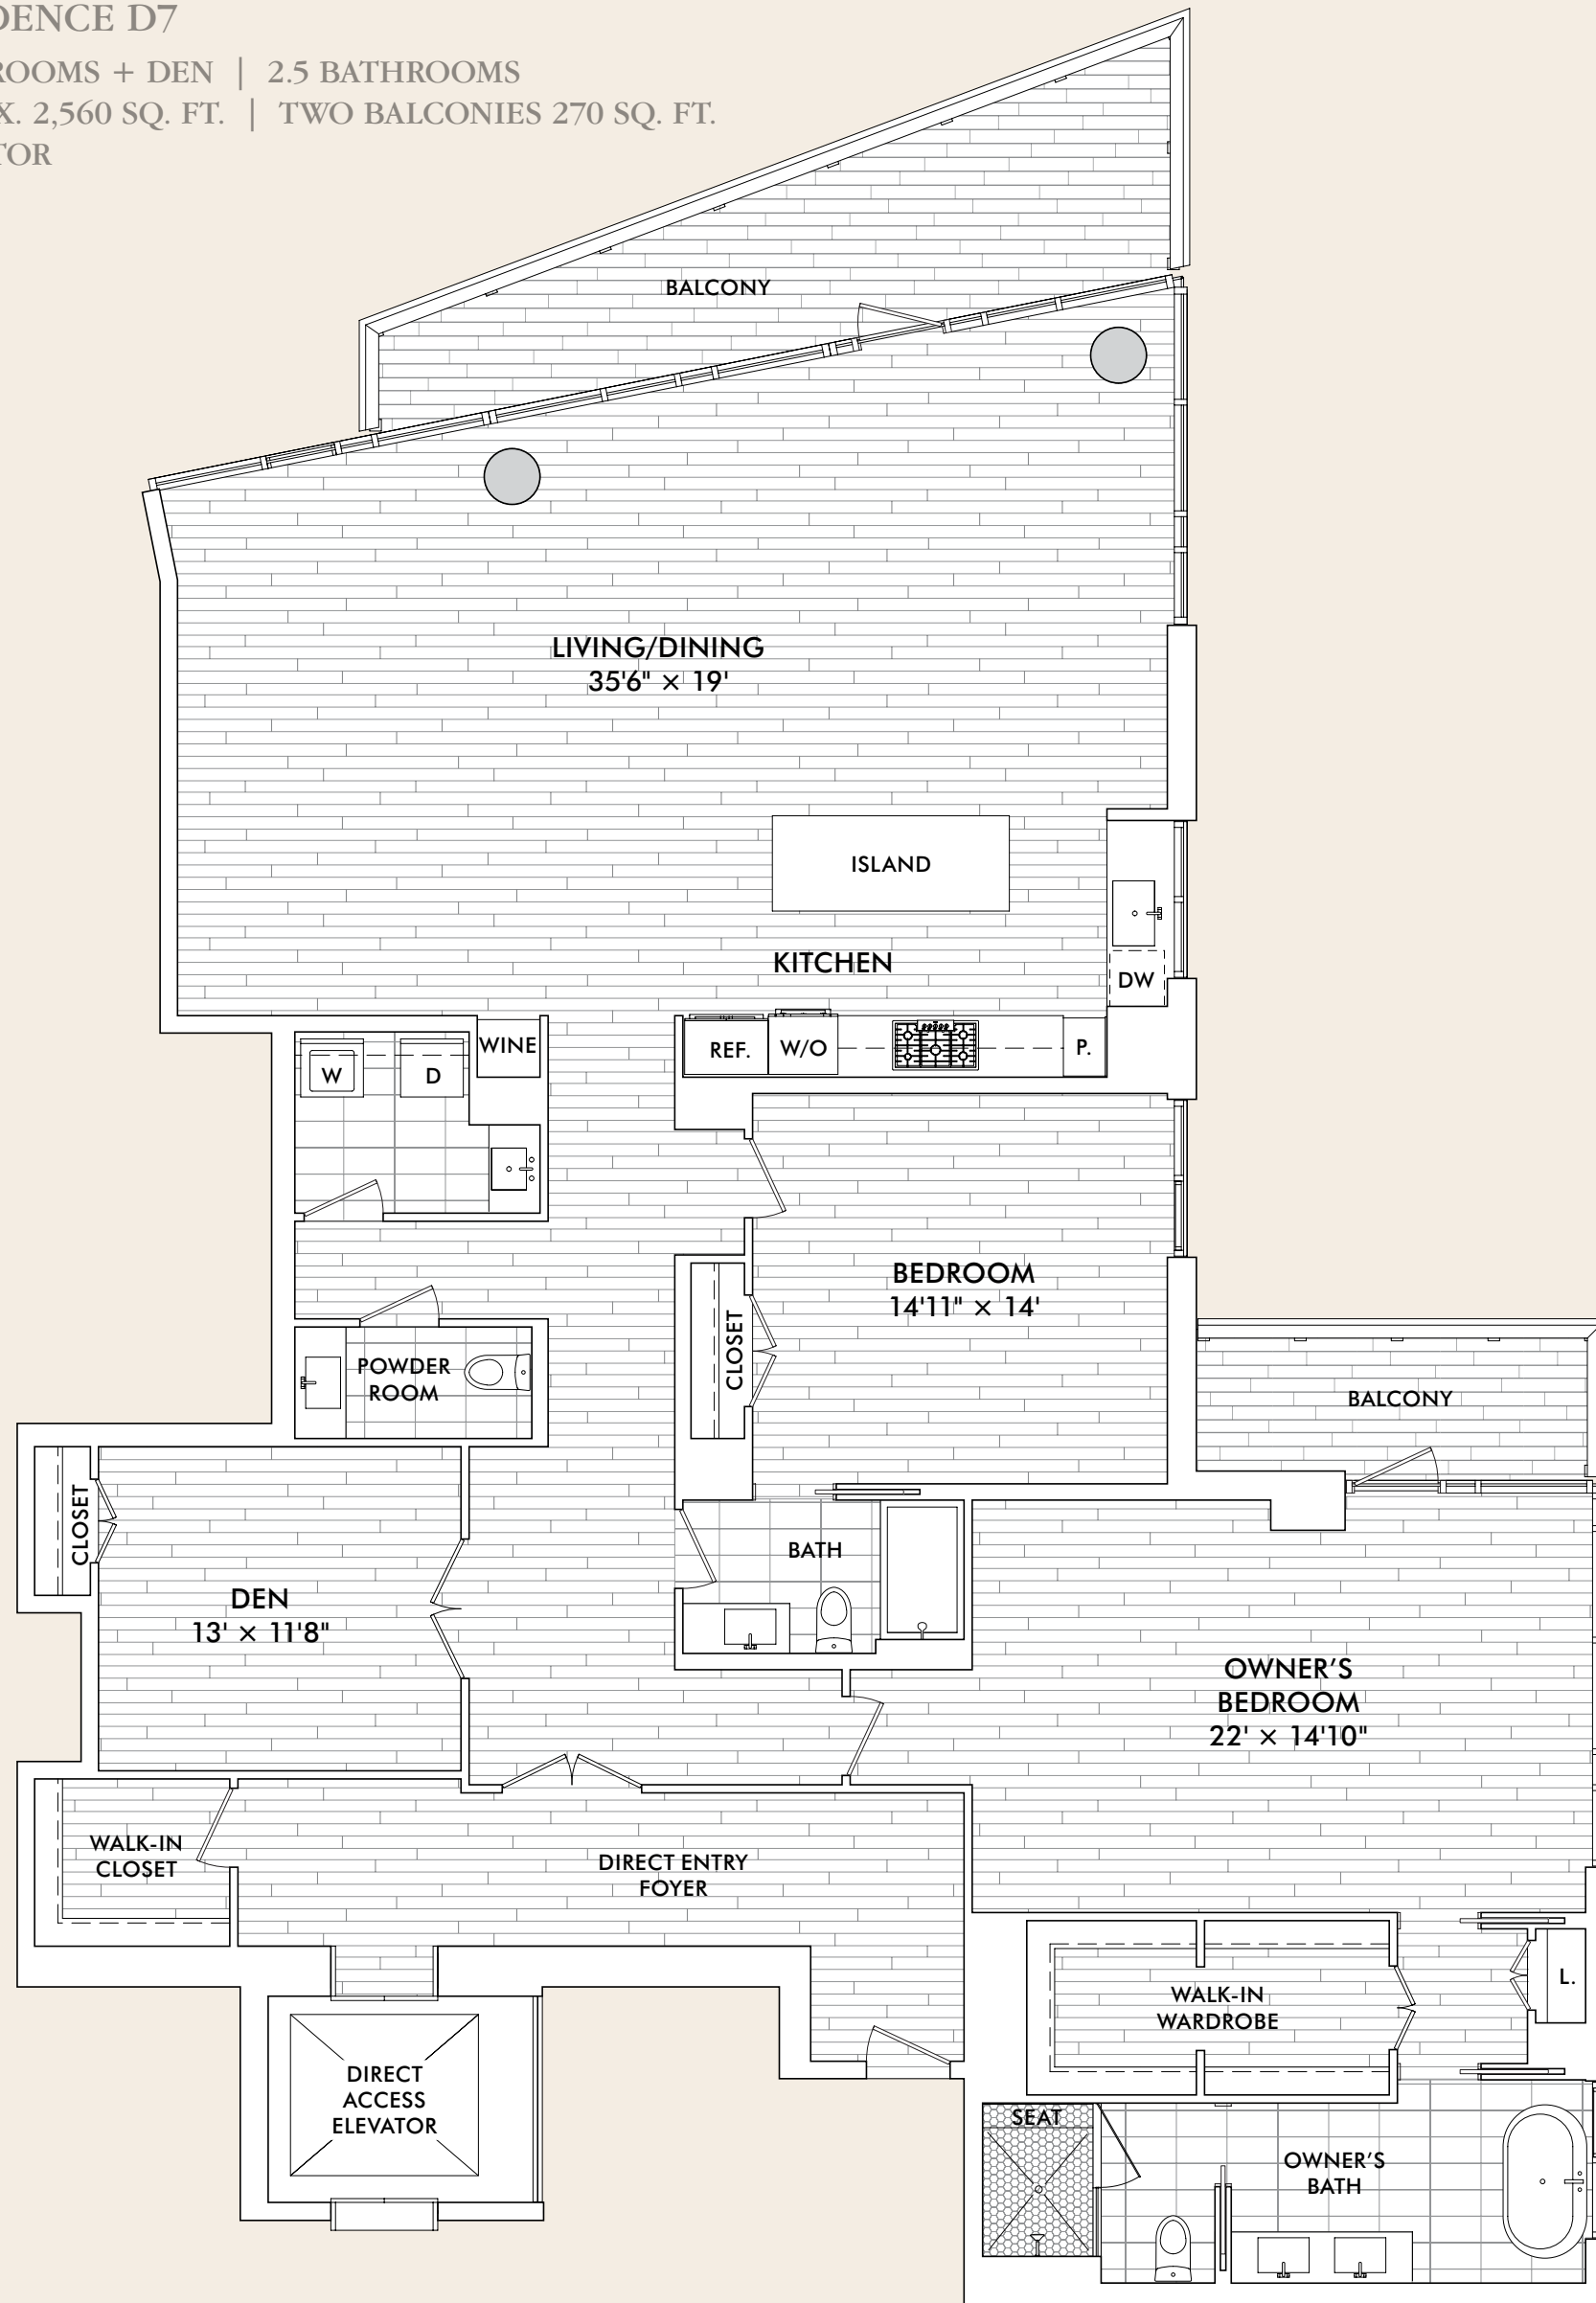 DENCE D7
ROOMS + DEN | 2.5 BATHROOMS
X. 2,560 SQ. FT. | TWO BALCONIES 270 SQ. FT.
TOR
BALCONY
LIVING/DINING
35'6" × 19'
ISLAND
KITCHEN
DW
WINE
REF.
W/O
P.
W
D
BEDROOM
14'11" × 14'
CLOSET
POWDER
ROOM
BALCONY
CLOSET
BATH
DEN
13' × 11'8"
OWNER'S
BEDROOM
22' × 14'10"
WALK-IN
CLOSET
DIRECT ENTRY
FOYER
L.
WALK-IN
WARDROBE
DIRECT
ACCESS
ELEVATOR
SEAT
OWNER'S
BATH